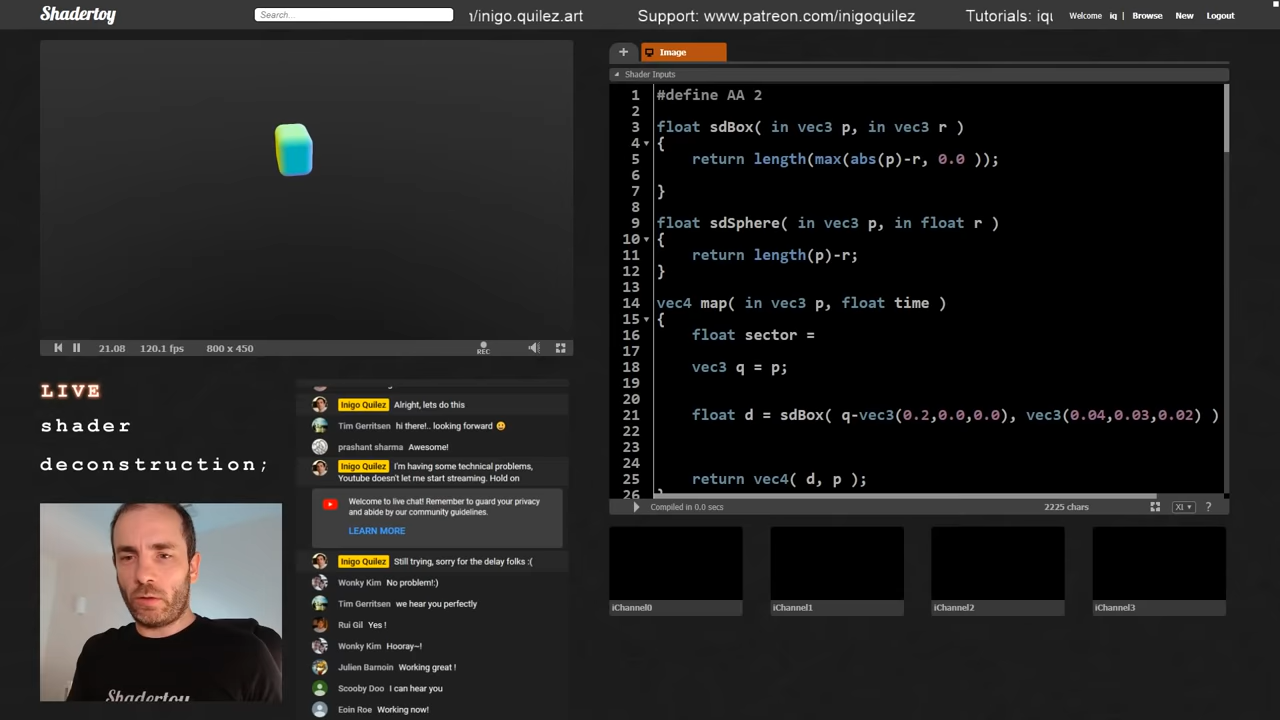 Shadertoy
Search...
/inigo.quilez.art Support: www.patreon.com/inigoquilez Tutorials: iqu
Welcome iq | Browse New Logout
+ Image
Shader Inputs
1 #define AA 2
2
3 float sdBox( in vec3 p, in vec3 r )
4 {
5 return length(max(abs(p)-r, 0.0 ));
6
7 }
8
9 float sdSphere( in vec3 p, in float r )
10 {
11 return length(p)-r;
12 }
13
14 vec4 map( in vec3 p, float time )
15 {
16 float sector =
17
18 vec3 q = p;
19
20
21 float d = sdBox( q-vec3(0.2,0.0,0.0), vec3(0.04,0.03,0.02) )
22
23
24
25 return vec4( d, p );
26 }
21.08 120.1 fps 800 x 450 REC
Compiled in 0.0 secs 2225 chars XI ?
LIVE
shader
deconstruction;
Inigo Quilez Alright, lets do this
Tim Gerritsen hi there!.. looking forward
prashant sharma Awesome!
Inigo Quilez I'm having some technical problems,
Youtube doesn't let me start streaming. Hold on
Welcome to live chat! Remember to guard your privacy
and abide by our community guidelines.
LEARN MORE
Inigo Quilez Still trying, sorry for the delay folks :(
Wonky Kim No problem!:)
Tim Gerritsen we hear you perfectly
Rui Gil Yes !
Wonky Kim Hooray~!
Julien Barnoin Working great !
Scooby Doo I can hear you
Eoin Roe Working now!
Shadertoy
iChannel0 iChannel1 iChannel2 iChannel3